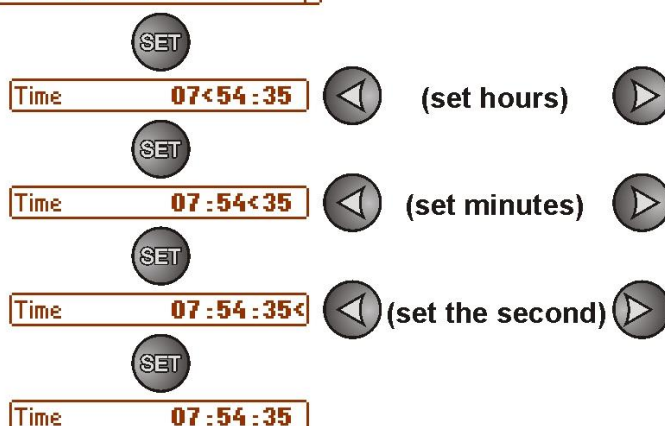 SET
Time 07<54:35 (set hours)
SET
Time 07:54<35 (set minutes)
SET
Time 07:54:35< (set the second)
SET
Time 07:54:35